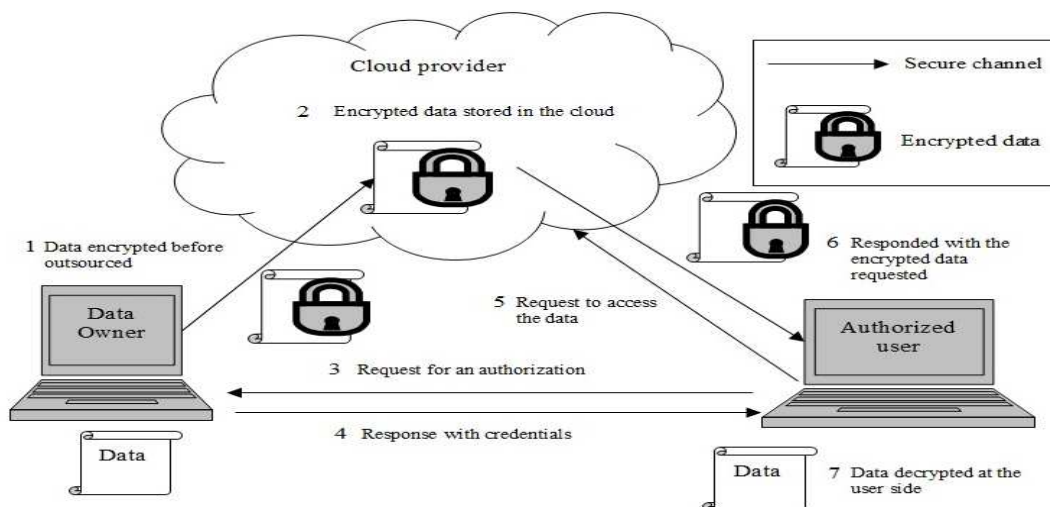 Cloud provider
2 Encrypted data stored in the cloud
Secure channel
Encrypted data
1 Data encrypted before
outsourced
6 Responded with the
encrypted data
requested
5 Request to access
the data
Data
Owner
Authorized
user
3 Request for an authorization
4 Response with credentials
Data
Data
7 Data decrypted at the
user side